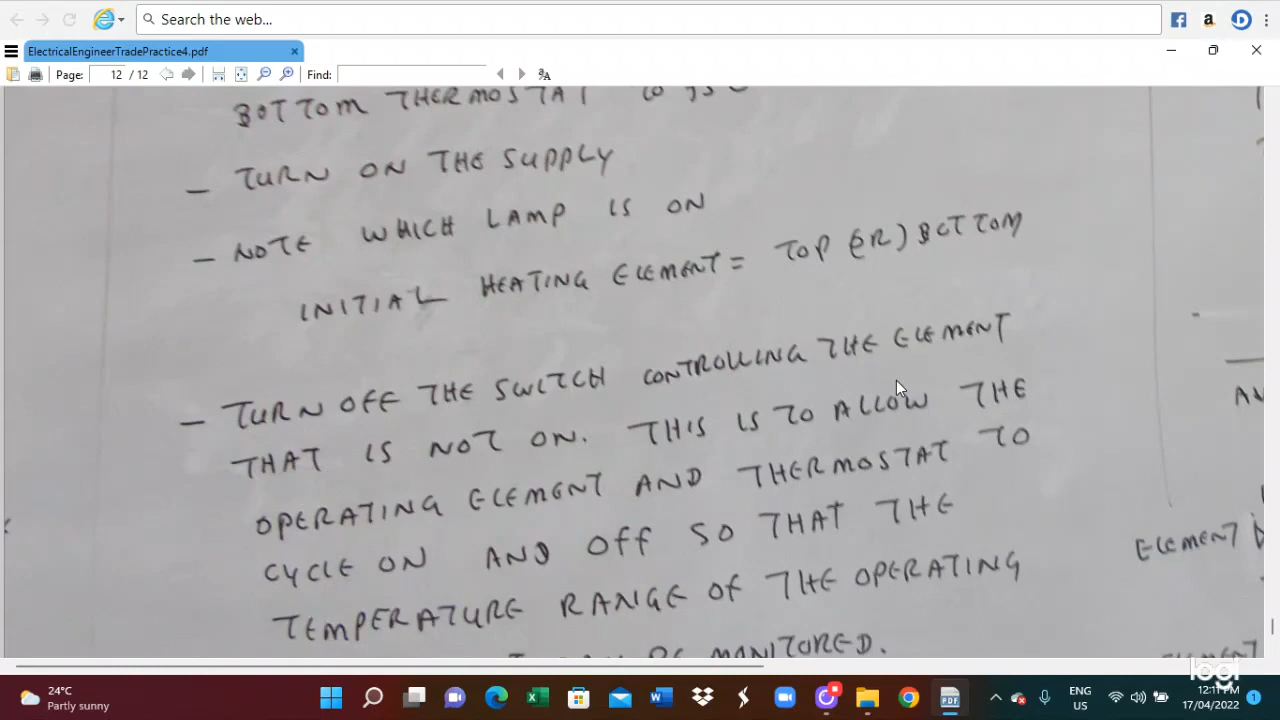 Search the web...
ElectricalEngineerTradePractice4.pdf
Page: 12 / 12 Find:
BOTTOM THERMOSTAT TO
- TURN ON THE SUPPLY
- NOTE WHICH LAMP IS ON
INITIAL HEATING ELEMENT = TOP (OR) BOTTOM
- TURN OFF THE SWITCH CONTROLLING THE ELEMENT
THAT IS NOT ON. THIS IS TO ALLOW THE
OPERATING ELEMENT AND THERMOSTAT TO
CYCLE ON AND OFF SO THAT THE
TEMPERATURE RANGE OF THE OPERATING
MONITORED.
ELEMENT
24°C
Partly sunny
ENG
US
logi
12:11 PM
17/04/2022